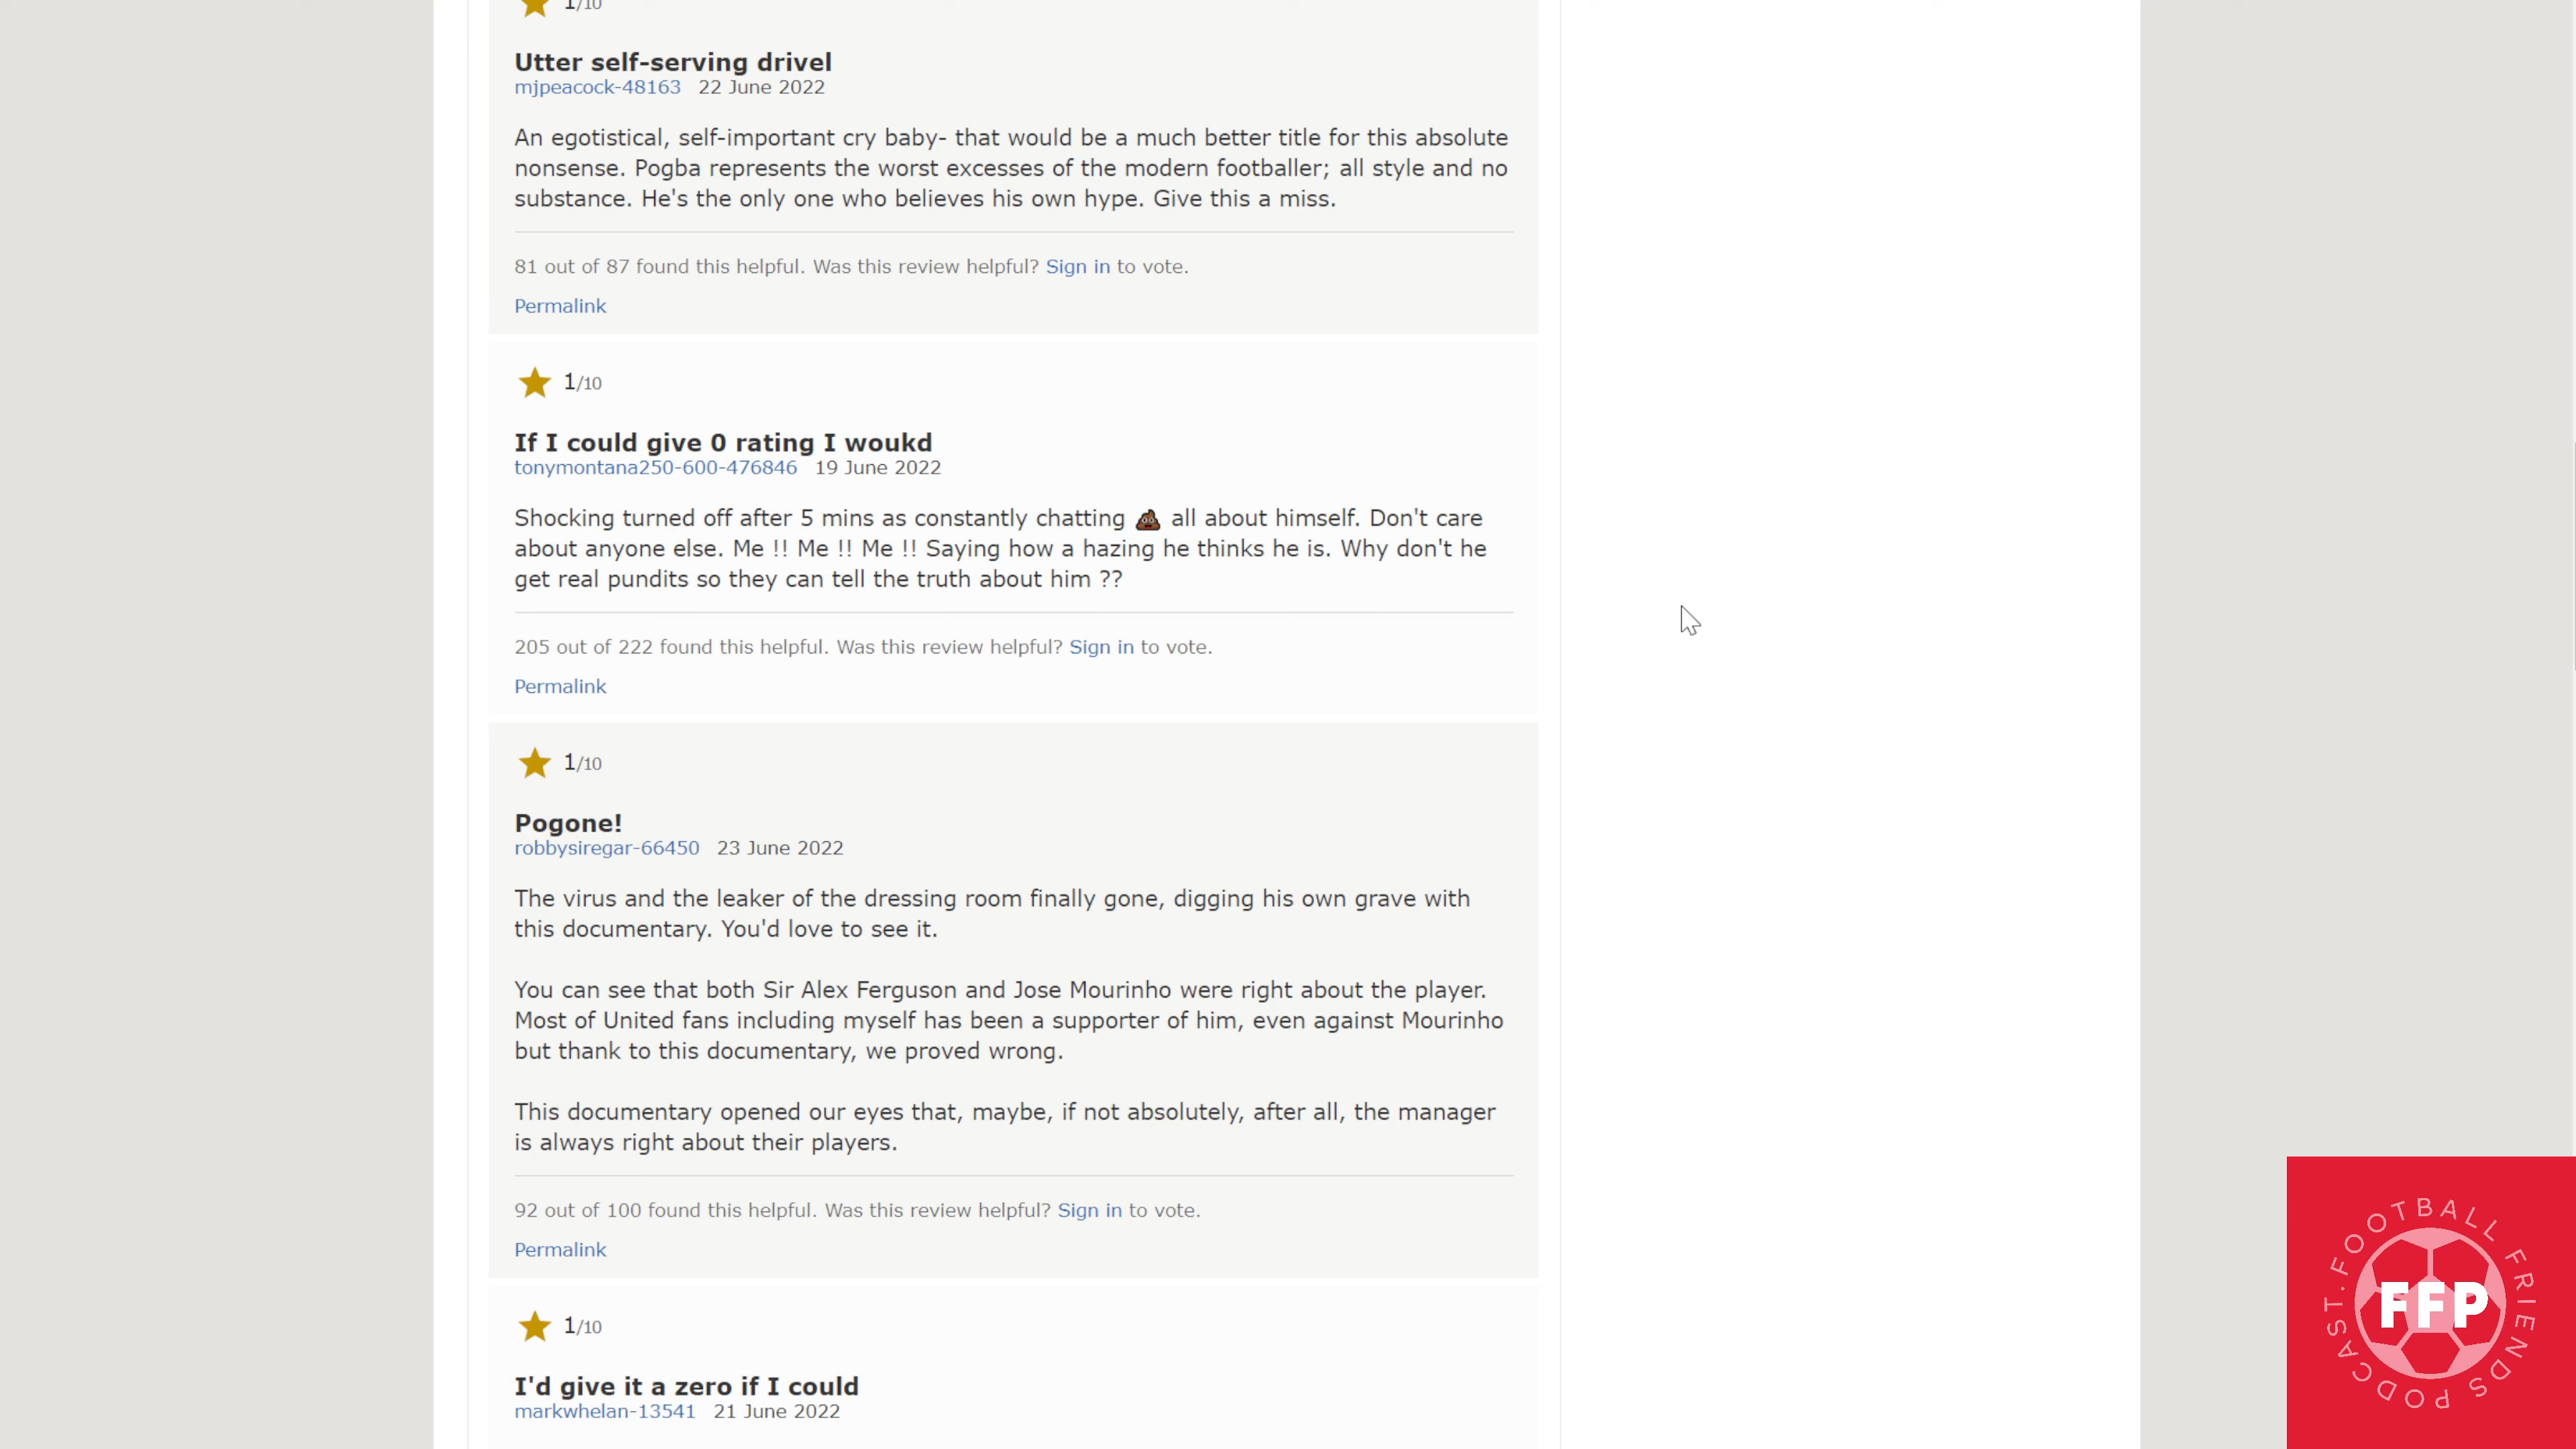 1/10
Utter self-serving drivel
mjpeacock-48163 22 June 2022
An egotistical, self-important cry baby- that would be a much better title for this absolute
nonsense. Pogba represents the worst excesses of the modern footballer; all style and no
substance. He's the only one who believes his own hype. Give this a miss.
81 out of 87 found this helpful. Was this review helpful? Sign in to vote.
Permalink
1/10
If I could give 0 rating I woukd
tonymontana250-600-476846 19 June 2022
Shocking turned off after 5 mins as constantly chatting 💩 all about himself. Don't care
about anyone else. Me !! Me !! Me !! Saying how a hazing he thinks he is. Why don't he
get real pundits so they can tell the truth about him ??
205 out of 222 found this helpful. Was this review helpful? Sign in to vote.
Permalink
1/10
Pogone!
robbysiregar-66450 23 June 2022
The virus and the leaker of the dressing room finally gone, digging his own grave with
this documentary. You'd love to see it.
You can see that both Sir Alex Ferguson and Jose Mourinho were right about the player.
Most of United fans including myself has been a supporter of him, even against Mourinho
but thank to this documentary, we proved wrong.
This documentary opened our eyes that, maybe, if not absolutely, after all, the manager
is always right about their players.
92 out of 100 found this helpful. Was this review helpful? Sign in to vote.
Permalink
1/10
I'd give it a zero if I could
markwhelan-13541 21 June 2022
FOOTBALL FRIENDS PODCAST.
FFP